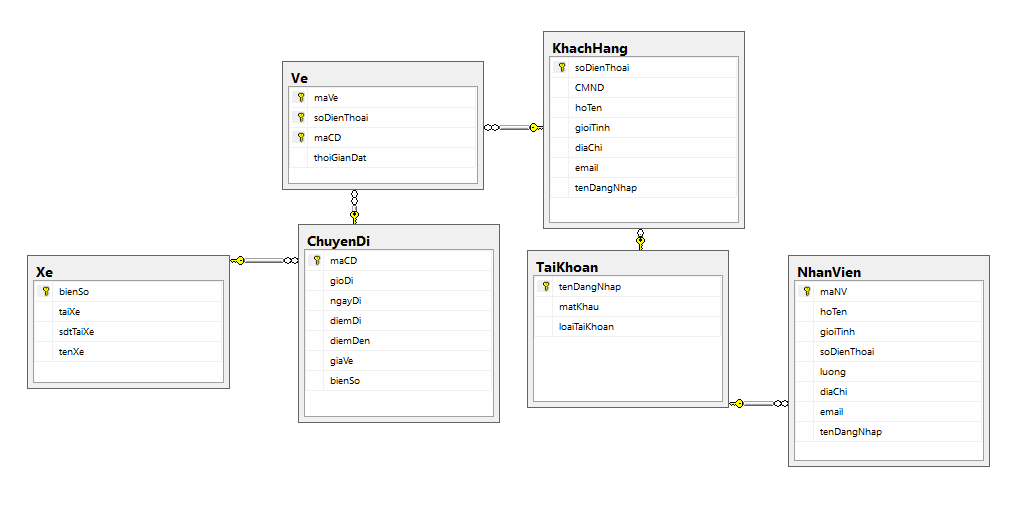 KhachHang
soDienThoai
CMND
hoTen
gioiTinh
diaChi
email
tenDangNhap
Ve
maVe
soDienThoai
maCD
thoiGianDat
ChuyenDi
maCD
gioDi
ngayDi
diemDi
diemDen
giaVe
bienSo
Xe
bienSo
taiXe
sdtTaiXe
tenXe
TaiKhoan
tenDangNhap
matKhau
loaiTaiKhoan
NhanVien
maNV
hoTen
gioiTinh
soDienThoai
luong
diaChi
email
tenDangNhap